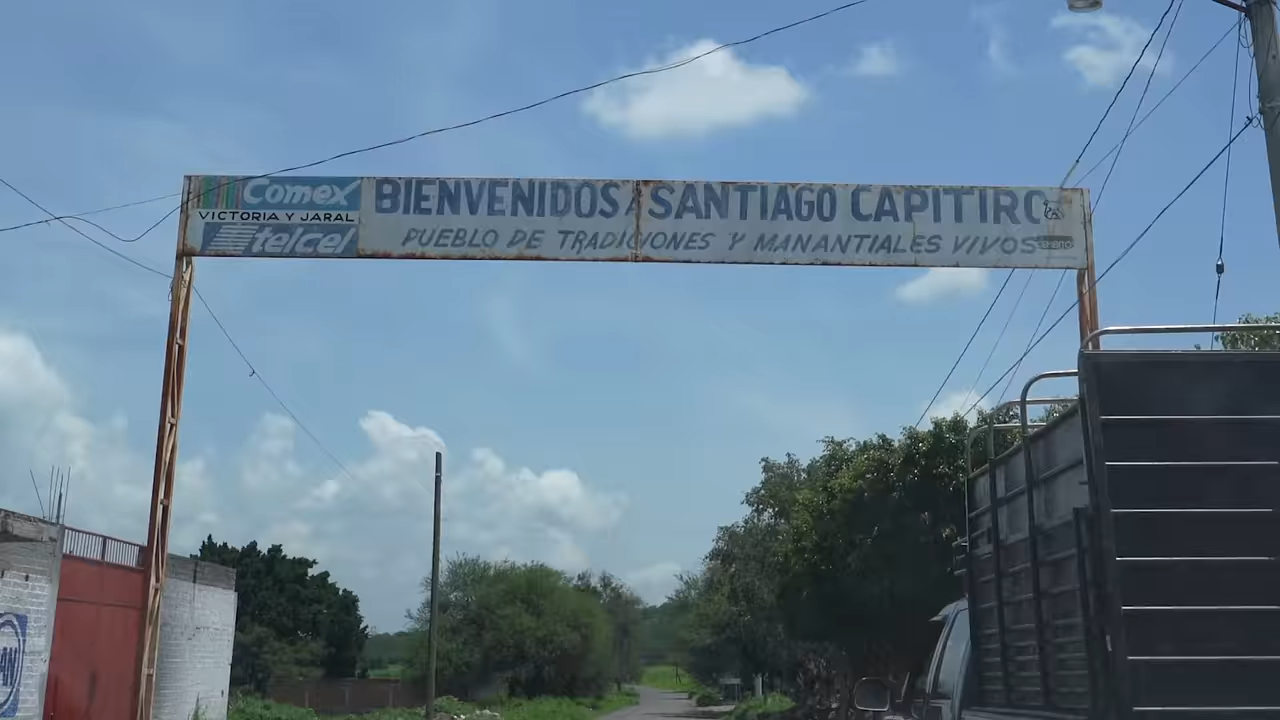 Comex
VICTORIA Y JARAL
telcel
BIENVENIDOS A SANTIAGO CAPITIRO
PUEBLO DE TRADICIONES Y MANANTIALES VIVOS